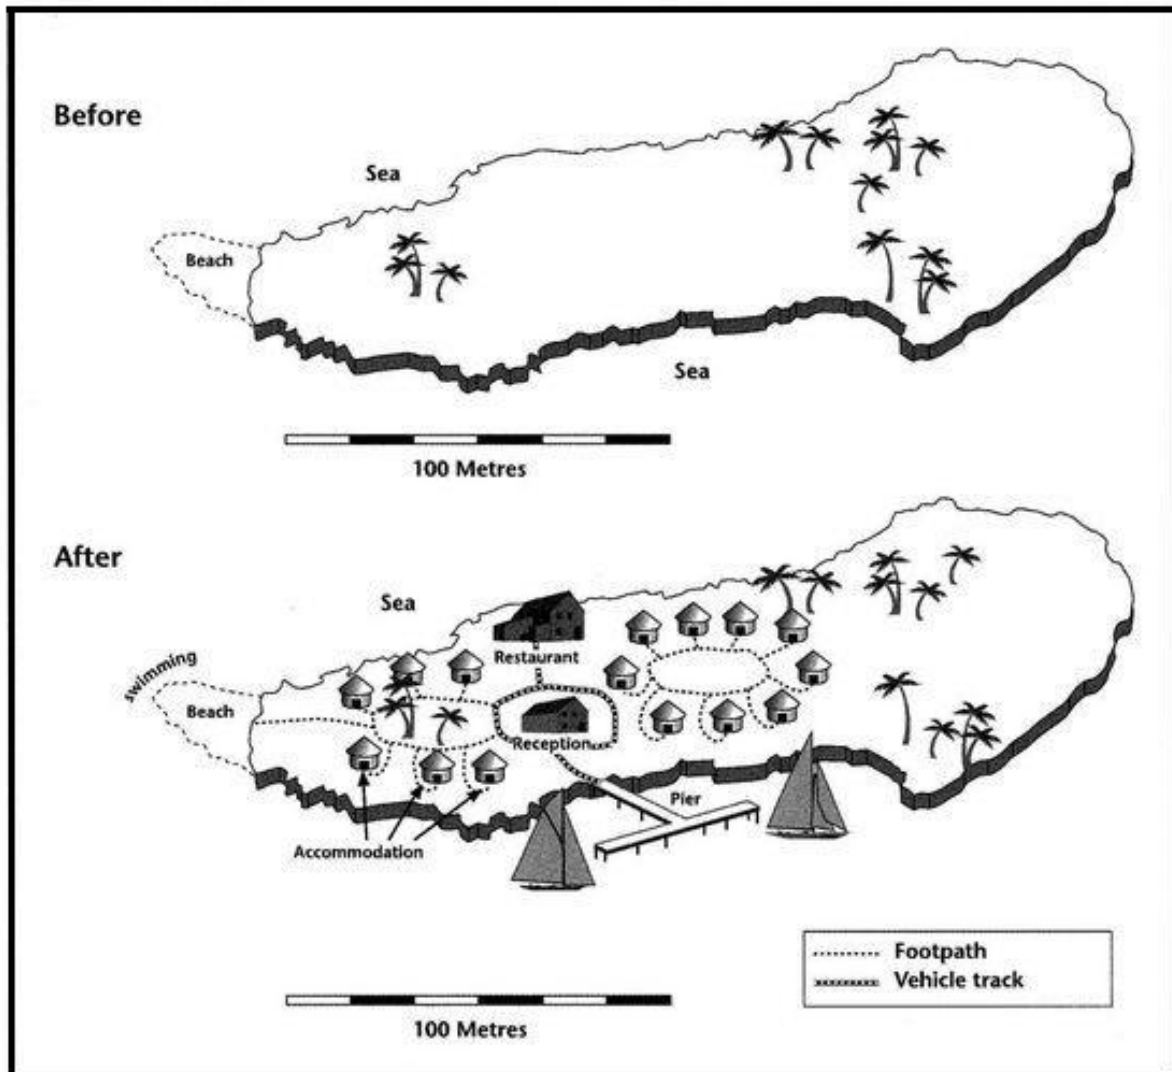 Before
Sea
Beach
Sea
100 Metres
After
Sea
swimming
Restaurant
Beach
Reception
Pier
Accommodation
Footpath
Vehicle track
100 Metres